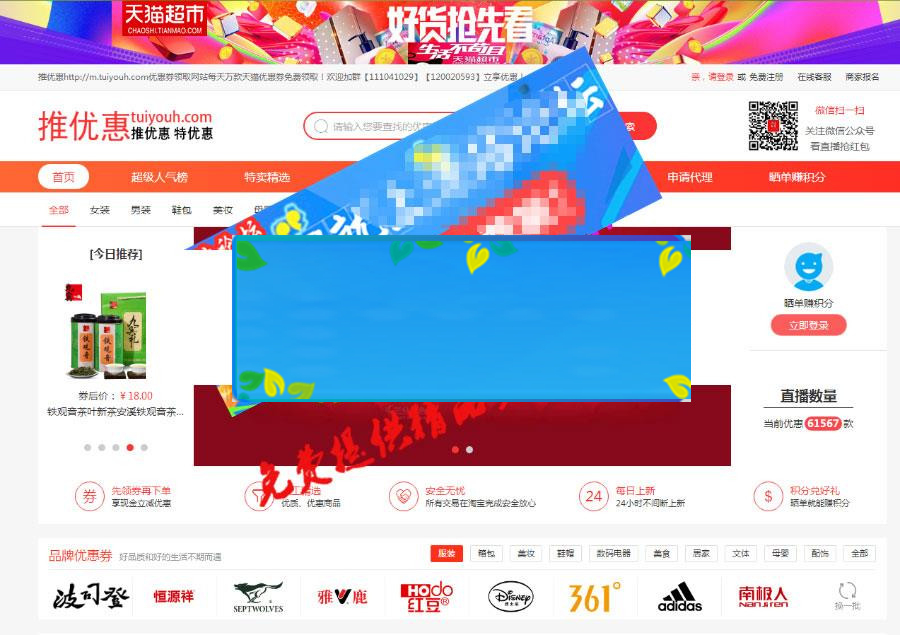 天猫超市
CHAOSHI.TIANMAO.COM
好货抢先看
生活不苟且
天猫超市
推优惠http://m.tuiyouh.com优惠券领取网站每天万款天猫优惠券免费领取！欢迎加群【111041029】【120020593】立享优惠！
亲，请登录 或 免费注册 在线客服 商家报名
推优惠 tuiyouh.com
推优惠 特优惠
请输入您要查找的优
索
微信扫一扫
关注微信公众号
看直播抢红包
首页 超级人气榜 特卖精选 申请代理 晒单赚积分
全部 女装 男装 鞋包 美妆
[今日推荐]
券后价：￥18.00
铁观音茶叶新茶安溪铁观音茶...
晒单赚积分
立即登录
直播数量
当前优惠 61567 款
免费提供精品
券 先领券再下单
享现金立减优惠
精选
优质、优惠商品
安全无忧
所有交易在淘宝完成安全放心
24 每日上新
24小时不间断上新
$ 积分兑好礼
晒单就能赚积分
品牌优惠券 好品质和好的生活不期而遇
服装 箱包 美妆 鞋帽 数码电器 美食 居家 文体 母婴 配饰 全部
波司登 恒源祥 SEPTWOLVES 雅鹿 HOdo 红豆 Disney 迪士尼 361° adidas 南极人 NanJiren 换一批